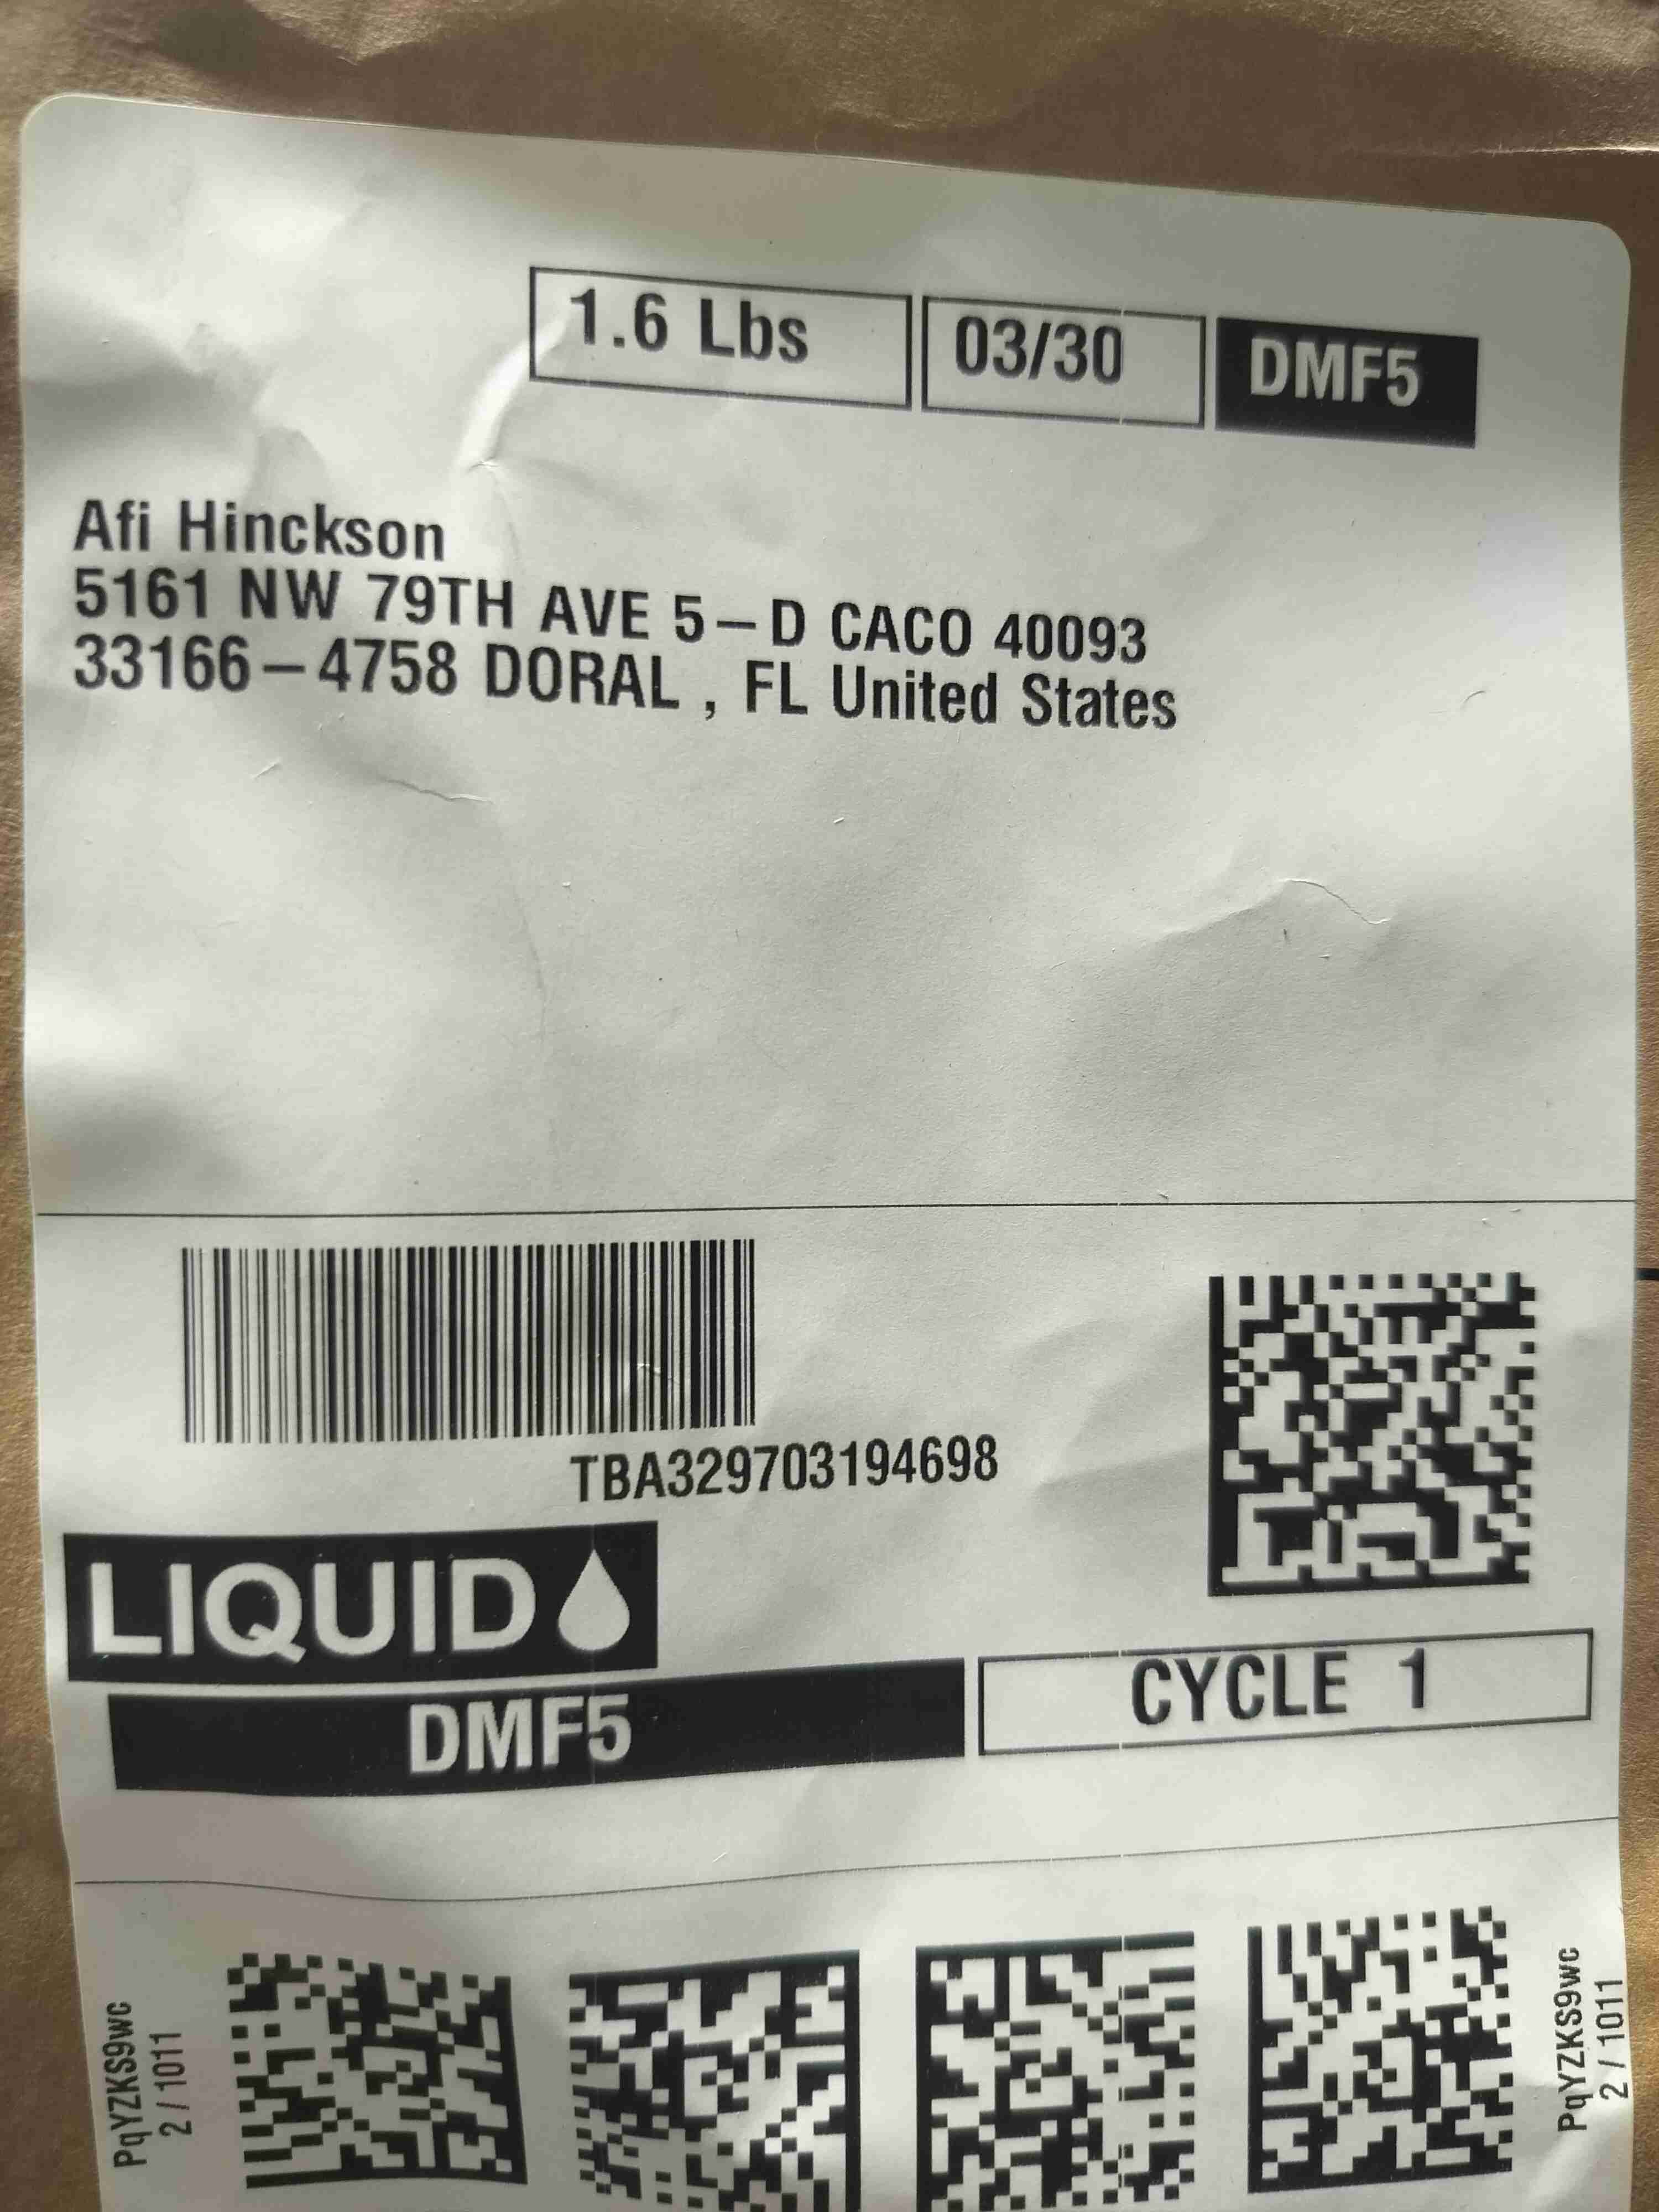 1.6 Lbs 03/30 DMF5
Afi Hinckson
5161 NW 79TH AVE 5-D CACO 40093
33166-4758 DORAL , FL United States
TBA329703194698
LIQUID
DMF5 CYCLE 1
PqYZKS9wc
2 / 1011
PqYZKS9wc
2 / 1011